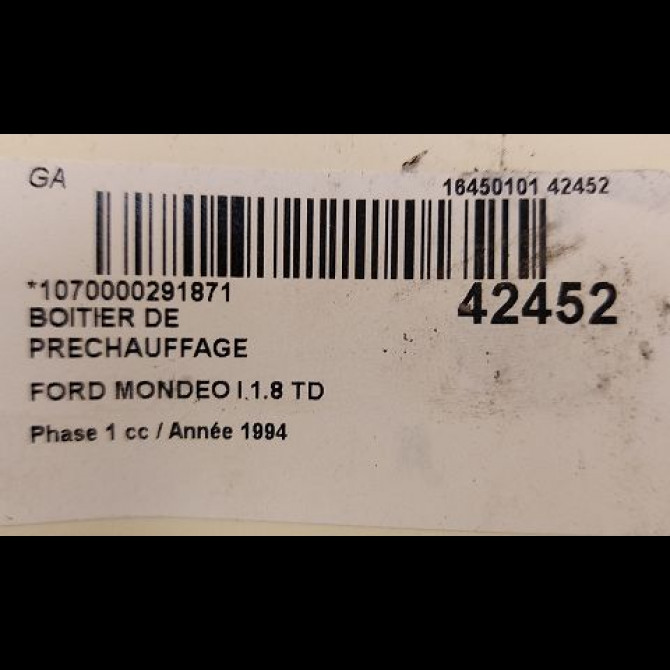 GA
16450101 42452
*1070000291871
42452
BOITIER DE
PRECHAUFFAGE
FORD MONDEO I 1.8 TD
Phase 1 cc / Année 1994